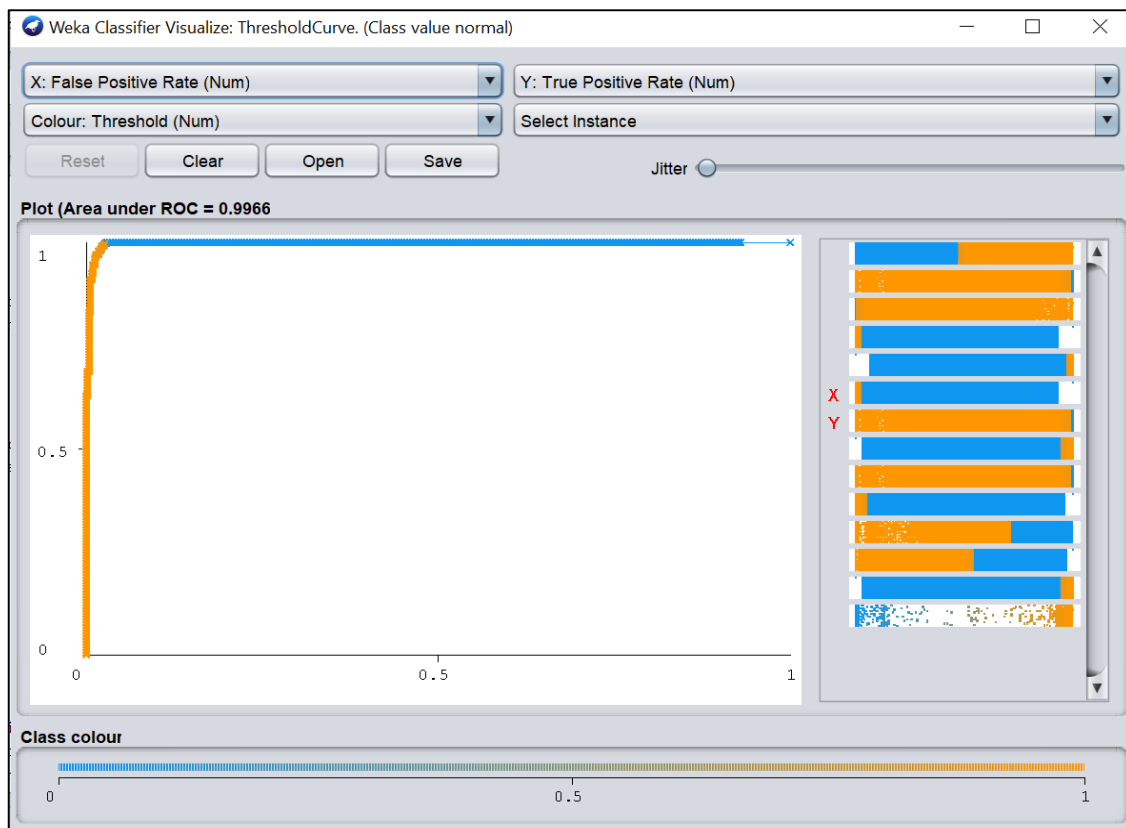 Weka Classifier Visualize: ThresholdCurve. (Class value normal)
X: False Positive Rate (Num)
Y: True Positive Rate (Num)
Colour: Threshold (Num)
Select Instance
Reset
Clear
Open
Save
Jitter
Plot (Area under ROC = 0.9966
1
0.5
0
0
0.5
1
X
Y
Class colour
0
0.5
1